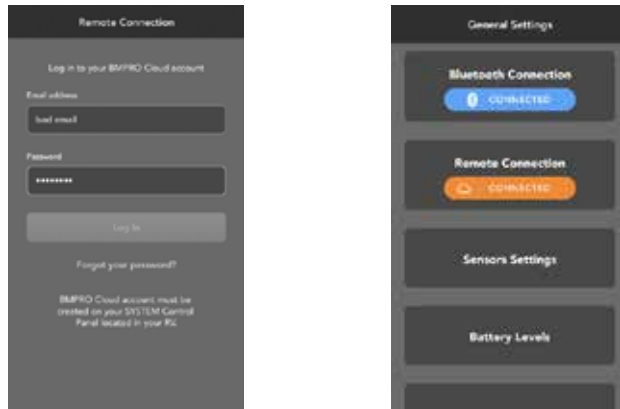 Remote Connection
Log in to your BMPRO Cloud account
Email address
bad email
Password
•••••••••
Log In
Forgot your password?
BMPRO Cloud account must be
created on your SYSTEM Control
Panel located in your RV.
General Settings
Bluetooth Connection
CONNECTED
Remote Connection
CONNECTED
Sensors Settings
Battery Levels